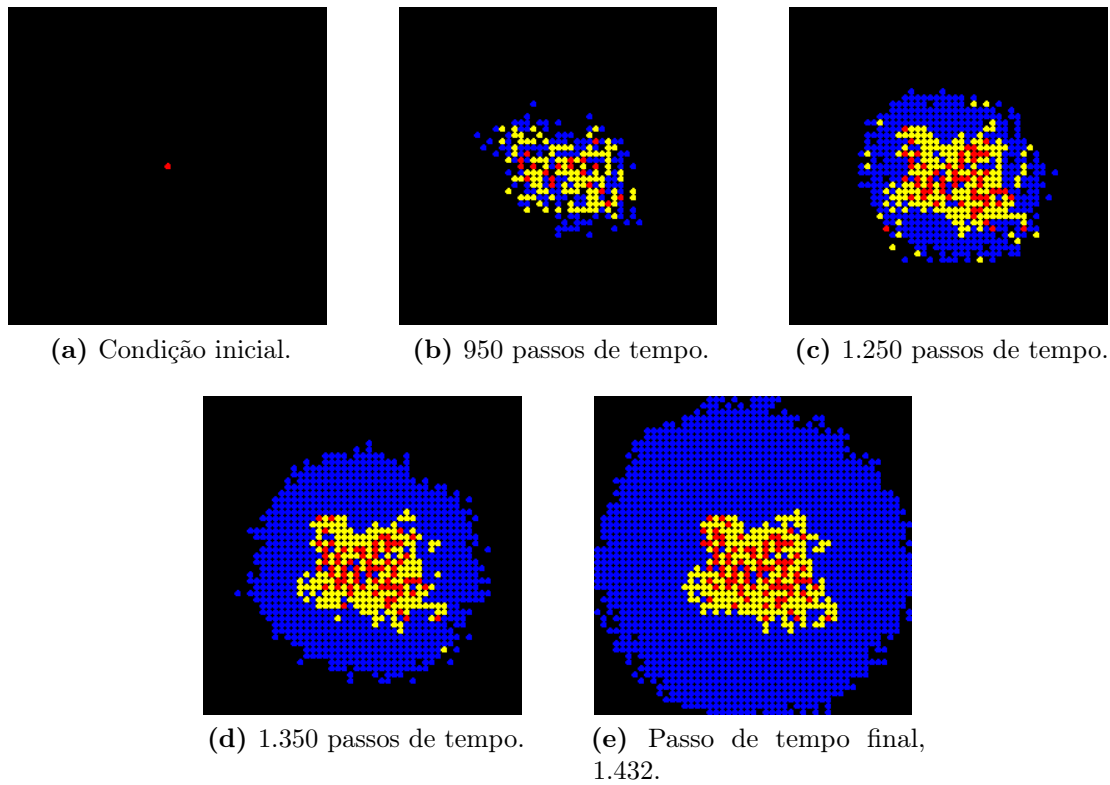 (a) Condição inicial.
(b) 950 passos de tempo.
(c) 1.250 passos de tempo.
(d) 1.350 passos de tempo.
(e) Passo de tempo final,
1.432.